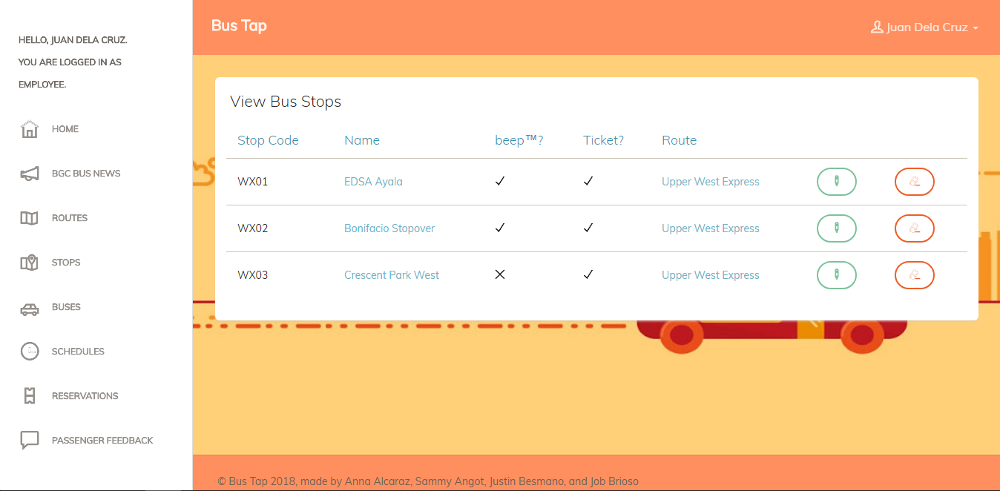 HELLO, JUAN DELA CRUZ.
YOU ARE LOGGED IN AS
EMPLOYEE.
HOME
BGC BUS NEWS
ROUTES
STOPS
BUSES
SCHEDULES
RESERVATIONS
PASSENGER FEEDBACK
Bus Tap
Juan Dela Cruz
View Bus Stops
Stop Code Name beep™? Ticket? Route
WX01 EDSA Ayala ✓ ✓ Upper West Express
WX02 Bonifacio Stopover ✓ ✓ Upper West Express
WX03 Crescent Park West ✕ ✓ Upper West Express
© Bus Tap 2018, made by Anna Alcaraz, Sammy Angot, Justin Besmano, and Job Brioso